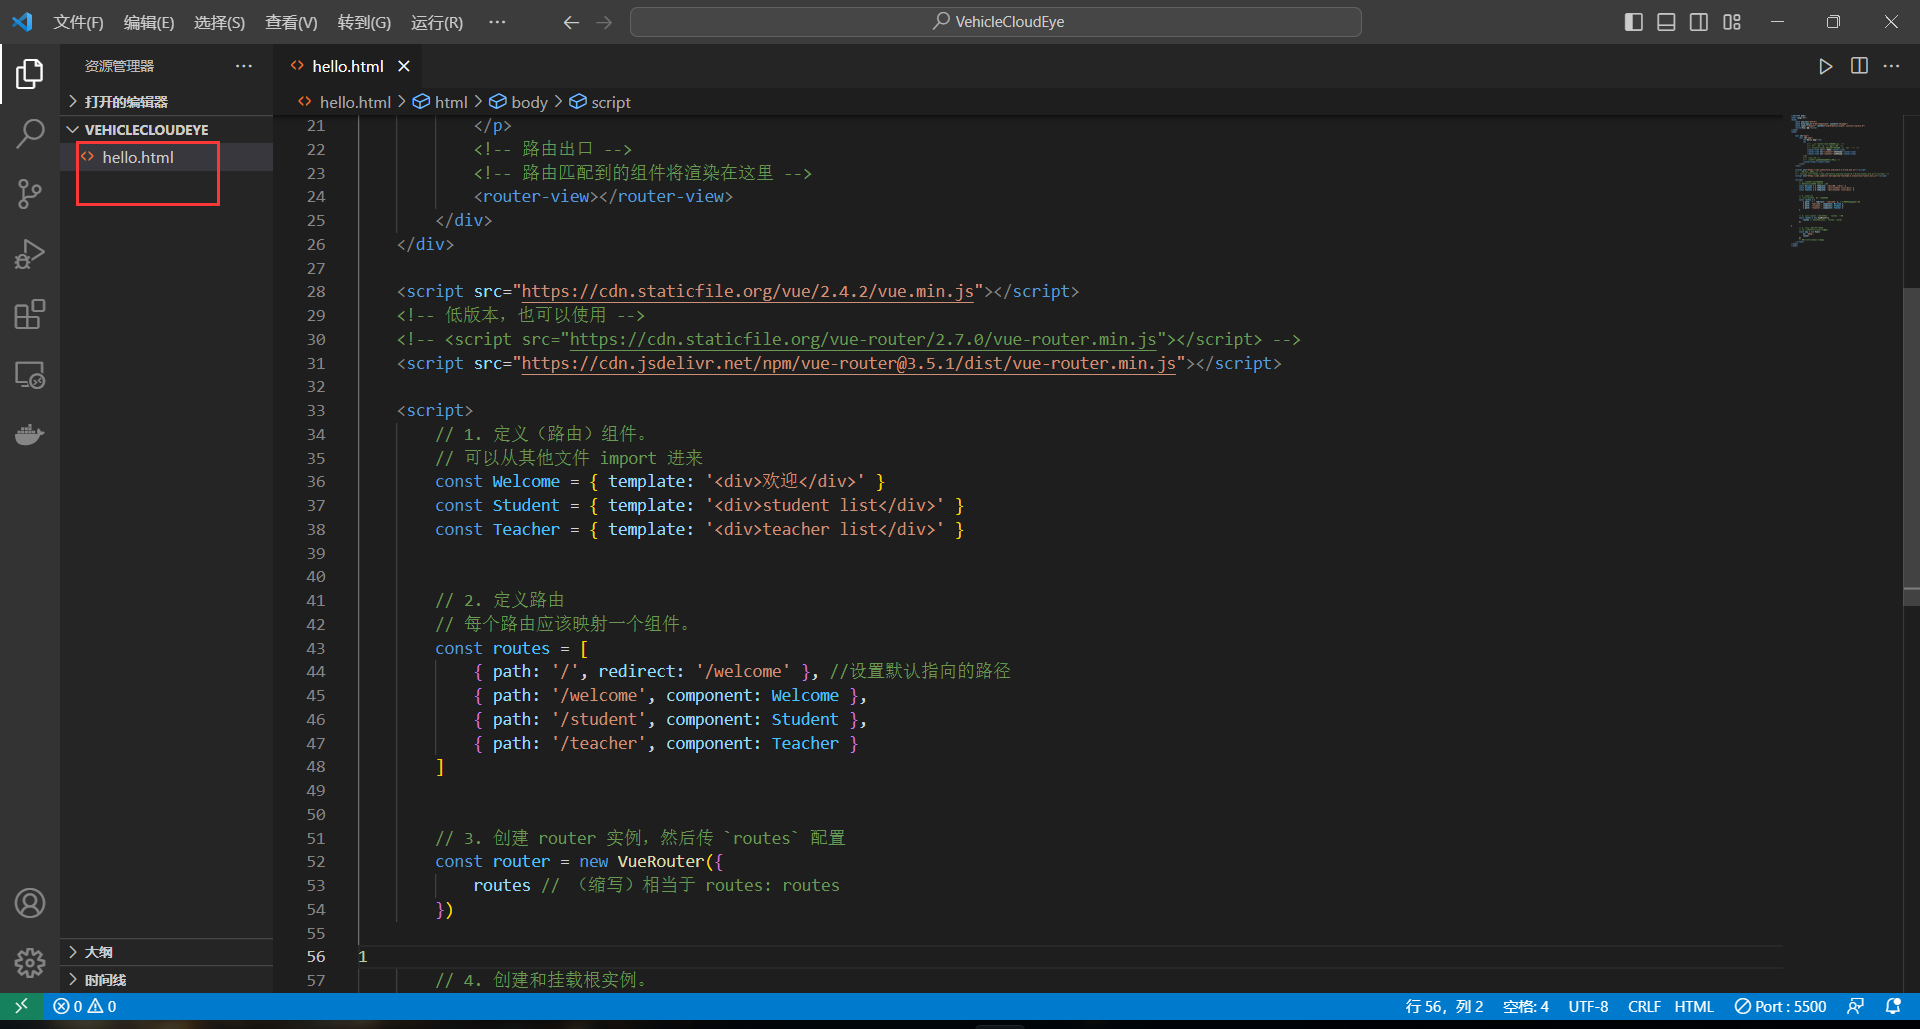 文件(F) 编辑(E) 选择(S) 查看(V) 转到(G) 运行(R) ··· VehicleCloudEye
资源管理器 ···
打开的编辑器
VEHICLECLOUDEYE
hello.html
大纲
时间线
hello.html
hello.html > html > body > script
21 </p>
22 <!-- 路由出口 -->
23 <!-- 路由匹配到的组件将渲染在这里 -->
24 <router-view></router-view>
25 </div>
26 </div>
27
28 <script src="https://cdn.staticfile.org/vue/2.4.2/vue.min.js"></script>
29 <!-- 低版本，也可以使用 -->
30 <!-- <script src="https://cdn.staticfile.org/vue-router/2.7.0/vue-router.min.js"></script> -->
31 <script src="https://cdn.jsdelivr.net/npm/vue-router@3.5.1/dist/vue-router.min.js"></script>
32
33 <script>
34 // 1. 定义（路由）组件。
35 // 可以从其他文件 import 进来
36 const Welcome = { template: '<div>欢迎</div>' }
37 const Student = { template: '<div>student list</div>' }
38 const Teacher = { template: '<div>teacher list</div>' }
39
40
41 // 2. 定义路由
42 // 每个路由应该映射一个组件。
43 const routes = [
44 { path: '/', redirect: '/welcome' }, //设置默认指向的路径
45 { path: '/welcome', component: Welcome },
46 { path: '/student', component: Student },
47 { path: '/teacher', component: Teacher }
48 ]
49
50
51 // 3. 创建 router 实例，然后传 `routes` 配置
52 const router = new VueRouter({
53 routes // （缩写）相当于 routes: routes
54 })
55
56 1
57 // 4. 创建和挂载根实例。
0 0 行 56，列 2 空格: 4 UTF-8 CRLF HTML Port : 5500